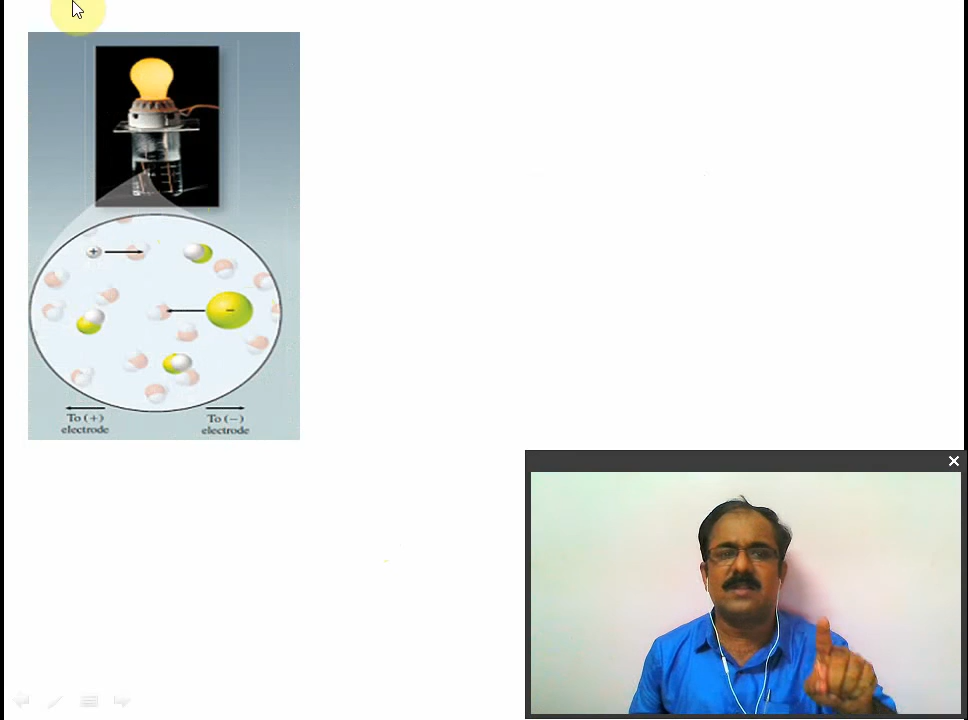 +
−
To (+)
electrode
To (−)
electrode